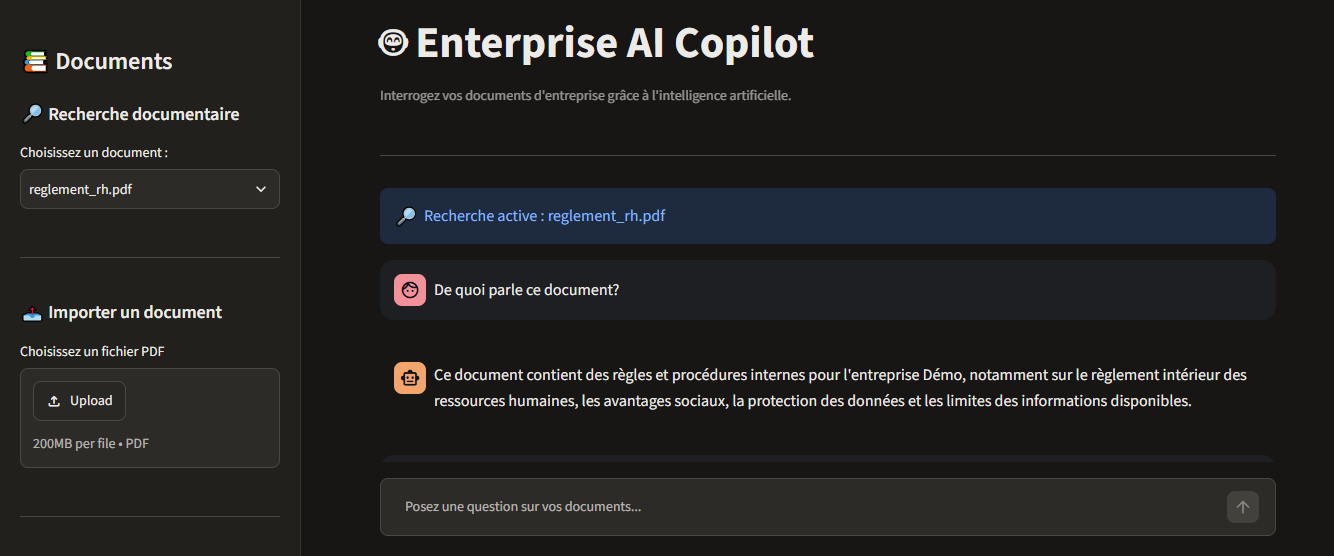 Documents
Recherche documentaire
Choisissez un document :
reglement_rh.pdf
Importer un document
Choisissez un fichier PDF
Upload
200MB per file • PDF
Enterprise AI Copilot
Interrogez vos documents d'entreprise grâce à l'intelligence artificielle.
Recherche active : reglement_rh.pdf
De quoi parle ce document?
Ce document contient des règles et procédures internes pour l'entreprise Démo, notamment sur le règlement intérieur des
ressources humaines, les avantages sociaux, la protection des données et les limites des informations disponibles.
Posez une question sur vos documents...